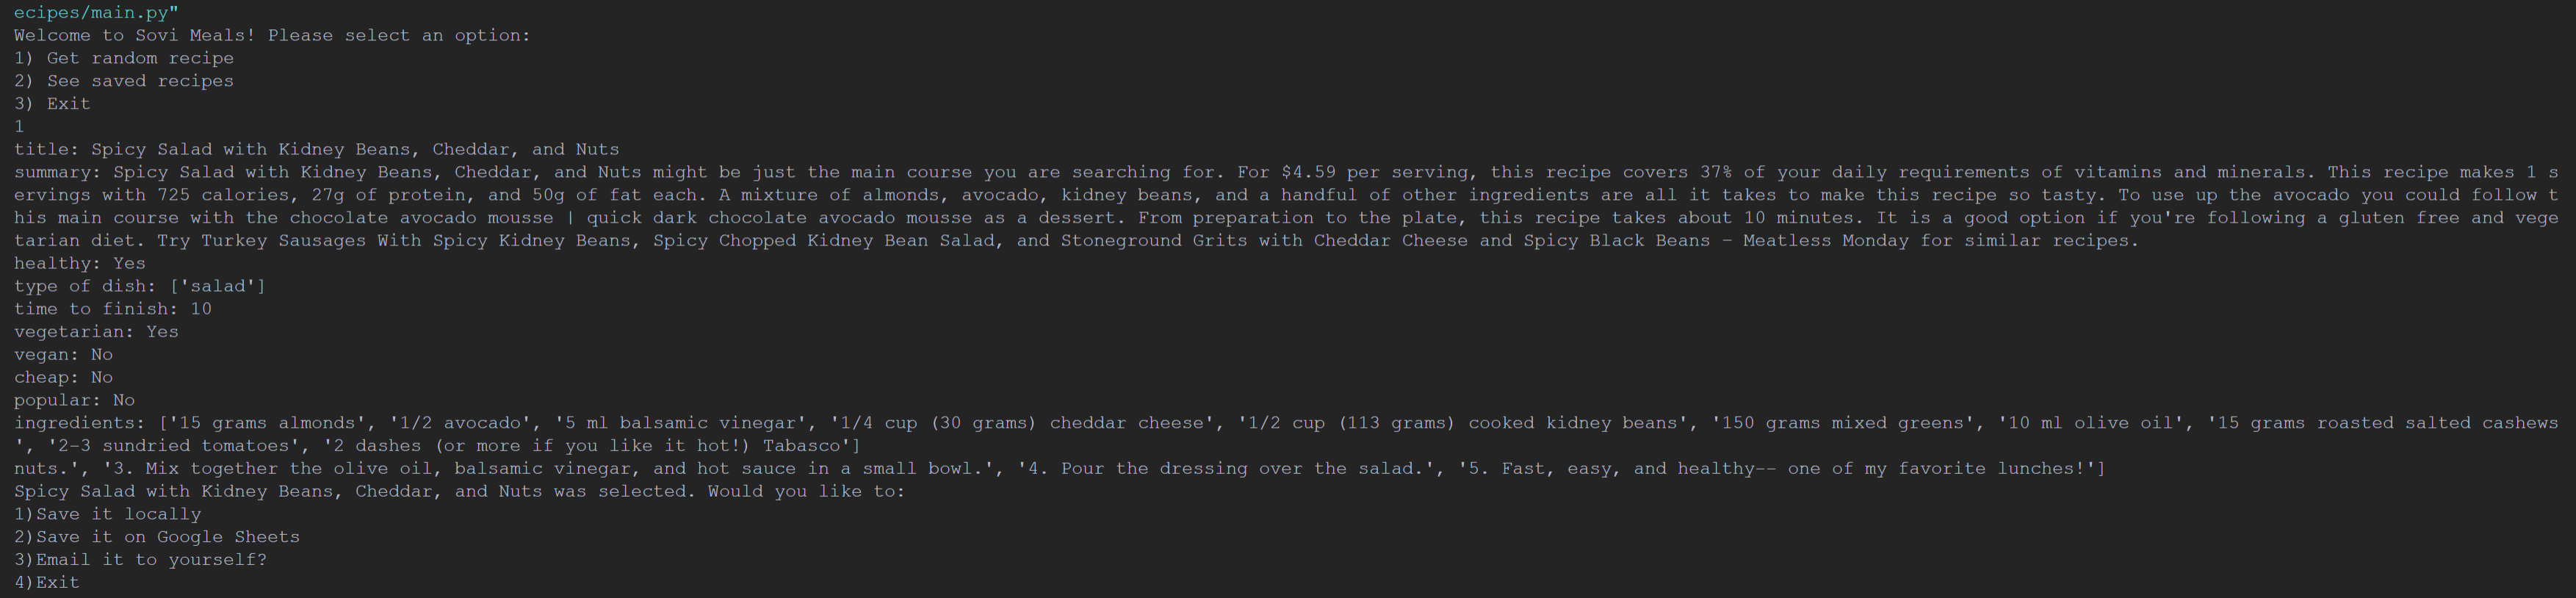 ecipes/main.py"
Welcome to Sovi Meals! Please select an option:
1) Get random recipe
2) See saved recipes
3) Exit
1
title: Spicy Salad with Kidney Beans, Cheddar, and Nuts
summary: Spicy Salad with Kidney Beans, Cheddar, and Nuts might be just the main course you are searching for. For $4.59 per serving, this recipe covers 37% of your daily requirements of vitamins and minerals. This recipe makes 1 s
ervings with 725 calories, 27g of protein, and 50g of fat each. A mixture of almonds, avocado, kidney beans, and a handful of other ingredients are all it takes to make this recipe so tasty. To use up the avocado you could follow t
his main course with the chocolate avocado mousse | quick dark chocolate avocado mousse as a dessert. From preparation to the plate, this recipe takes about 10 minutes. It is a good option if you're following a gluten free and vege
tarian diet. Try Turkey Sausages With Spicy Kidney Beans, Spicy Chopped Kidney Bean Salad, and Stoneground Grits with Cheddar Cheese and Spicy Black Beans – Meatless Monday for similar recipes.
healthy: Yes
type of dish: ['salad']
time to finish: 10
vegetarian: Yes
vegan: No
cheap: No
popular: No
ingredients: ['15 grams almonds', '1/2 avocado', '5 ml balsamic vinegar', '1/4 cup (30 grams) cheddar cheese', '1/2 cup (113 grams) cooked kidney beans', '150 grams mixed greens', '10 ml olive oil', '15 grams roasted salted cashews
', '2-3 sundried tomatoes', '2 dashes (or more if you like it hot!) Tabasco']
nuts.', '3. Mix together the olive oil, balsamic vinegar, and hot sauce in a small bowl.', '4. Pour the dressing over the salad.', '5. Fast, easy, and healthy-- one of my favorite lunches!']
Spicy Salad with Kidney Beans, Cheddar, and Nuts was selected. Would you like to:
1)Save it locally
2)Save it on Google Sheets
3)Email it to yourself?
4)Exit